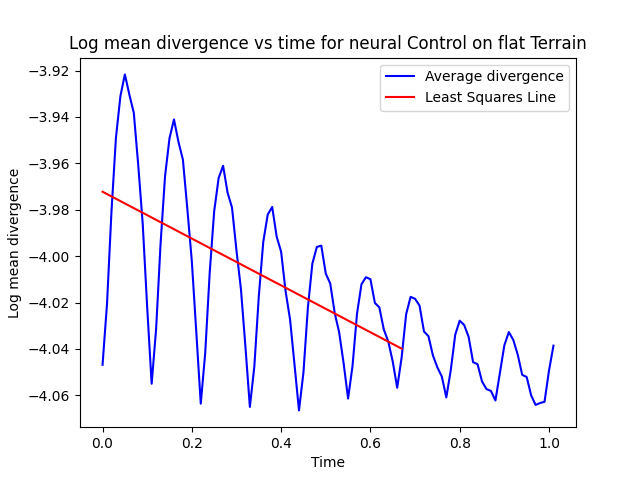 Log mean divergence vs time for neural Control on flat Terrain
Average divergence
Least Squares Line
Log mean divergence
−3.92
−3.94
−3.96
−3.98
−4.00
−4.02
−4.04
−4.06
0.0 0.2 0.4 0.6 0.8 1.0
Time